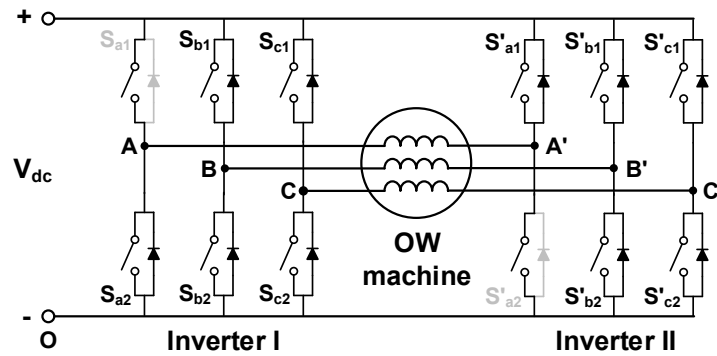 +
Sa1 Sb1 Sc1 S'a1 S'b1 S'c1
A A'
Vdc B B'
C C
OW
machine
Sa2 Sb2 Sc2 S'a2 S'b2 S'c2
-
O Inverter I Inverter II